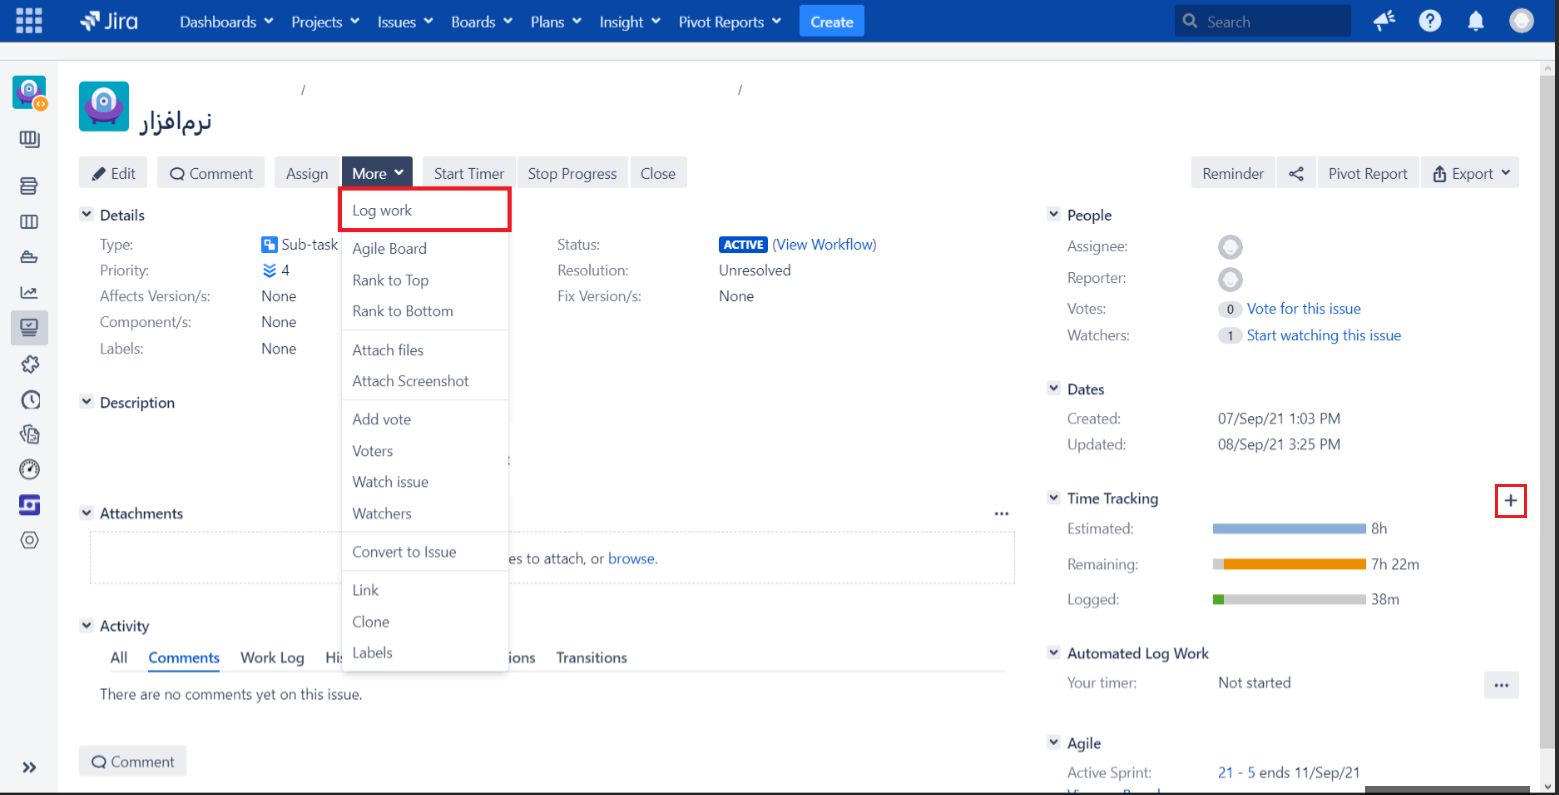 Jira Dashboards Projects Issues Boards Plans Insight Pivot Reports Create Search
/ /
نرم‌افزار
Edit Comment Assign More Start Timer Stop Progress Close Reminder Pivot Report Export
Log work
Agile Board
Rank to Top
Rank to Bottom
Attach files
Attach Screenshot
Add vote
Voters
Watch issue
Watchers
Convert to Issue
Link
Clone
Labels
Details
Type: Sub-task
Priority: 4
Affects Version/s: None
Component/s: None
Labels: None
Status: ACTIVE (View Workflow)
Resolution: Unresolved
Fix Version/s: None
Description
Attachments
to attach, or browse.
Activity
All Comments Work Log Transitions
There are no comments yet on this issue.
Comment
People
Assignee:
Reporter:
Votes: 0 Vote for this issue
Watchers: 1 Start watching this issue
Dates
Created: 07/Sep/21 1:03 PM
Updated: 08/Sep/21 3:25 PM
Time Tracking +
Estimated: 8h
Remaining: 7h 22m
Logged: 38m
Automated Log Work
Your timer: Not started
Agile
Active Sprint: 21 - 5 ends 11/Sep/21